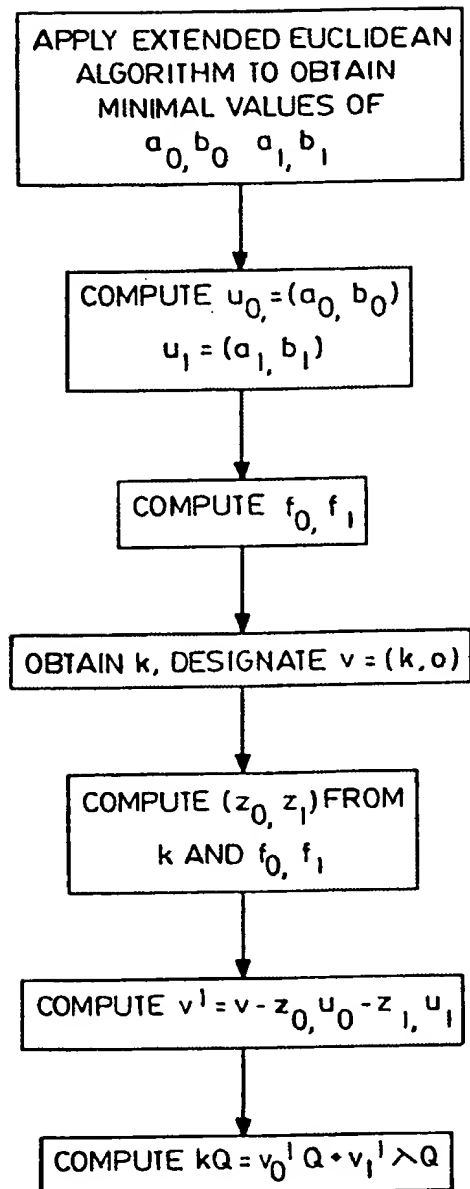 APPLY EXTENDED EUCLIDEAN
ALGORITHM TO OBTAIN
MINIMAL VALUES OF
a₀, b₀ a₁, b₁
COMPUTE u₀, =(a₀, b₀)
u₁ = (a₁, b₁)
COMPUTE f₀, f₁
OBTAIN k, DESIGNATE v = (k, o)
COMPUTE (z₀, z₁) FROM
k AND f₀, f₁
COMPUTE v¹ = v - z₀, u₀ - z₁, u₁
COMPUTE kQ = v₀¹ Q + v₁¹ λQ